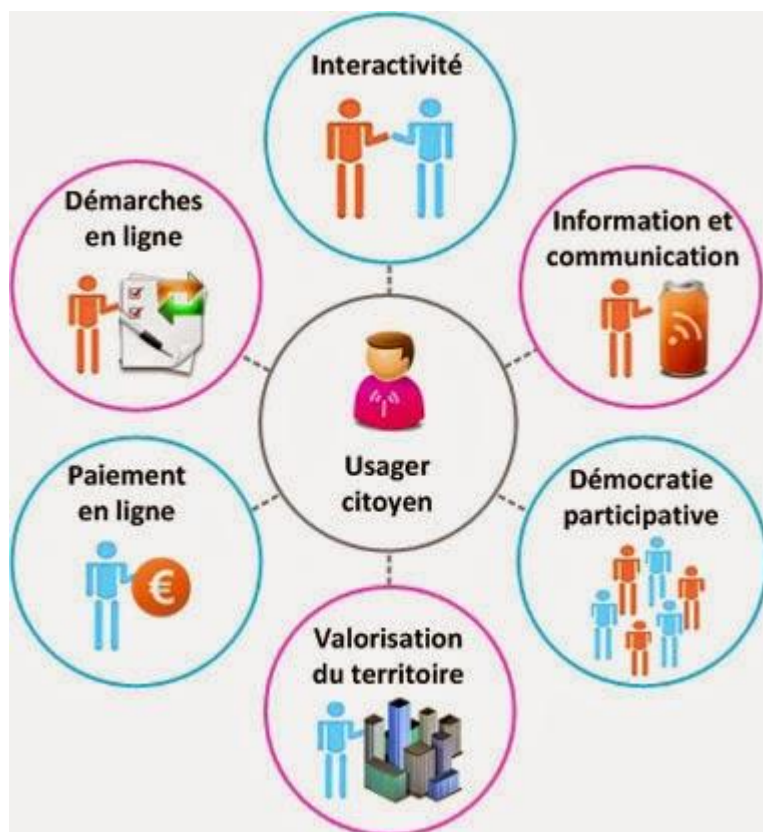 Interactivité
Démarches
en ligne
Information et
communication
Usager
citoyen
Paiement
en ligne
€
Démocratie
participative
Valorisation
du territoire